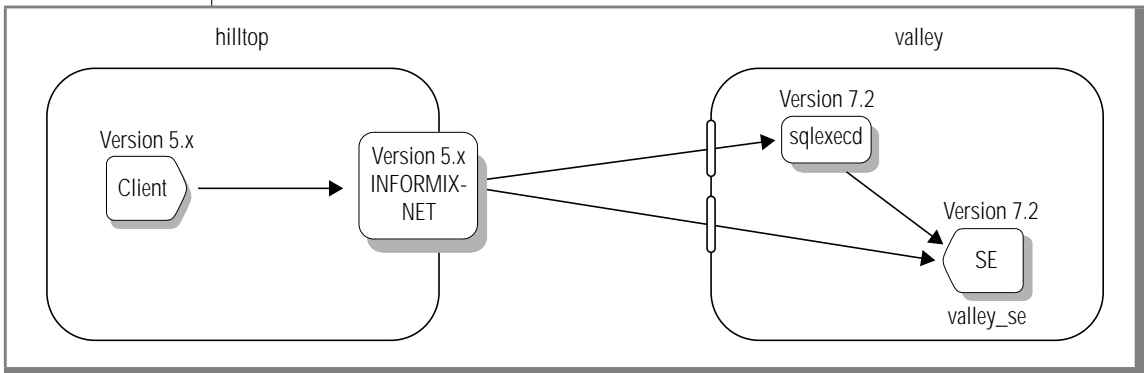 hilltop
valley
Version 5.x
Client
Version 5.x
INFORMIX-
NET
Version 7.2
sqlexecd
Version 7.2
SE
valley_se